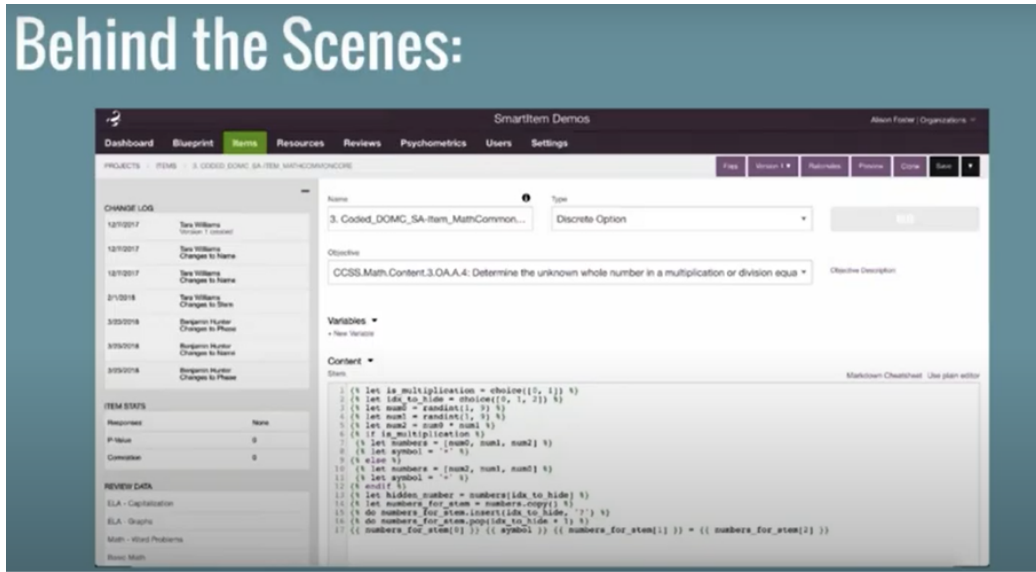 Behind the Scenes:
SmartItem Demos
Alison Foster | Organizations
Dashboard Blueprint Items Resources Reviews Psychometrics Users Settings
PROJECTS ITEMS 3. CODED_DOMC_SA-ITEM_MATHCOMMONCORE
Version 1 Rationales Preview Clone Save
CHANGE LOG
12/7/2017 Tara Williams
Version 1 created
12/7/2017 Tara Williams
Changes to Name
12/7/2017 Tara Williams
Changes to Name
2/1/2018 Tara Williams
Changes to Stem
3/20/2018 Benjamin Hunter
Changes to Phase
Benjamin Hunter
Changes to Name
Benjamin Hunter
Changes to Phase
ITEM STATS
Responses None
P-Value 0
Correlation 0
REVIEW DATA
ELA - Capitalization
ELA - Graphs
Math - Word Problems
Basic Math
Name
3. Coded_DOMC_SA-Item_MathCommon...
Type
Discrete Option
Objective
CCSS.Math.Content.3.OA.A.4: Determine the unknown whole number in a multiplication or division equa
Objective Description
Variables
+ New Variable
Content
Stem
Markdown Cheatsheet Use plain editor
1 {% let is_multiplication = choice([0, 1]) %}
2 {% let idx_to_hide = choice([0, 1, 2]) %}
3 {% let num0 = randint(1, 9) %}
4 {% let num1 = randint(1, 9) %}
5 {% let num2 = num0 * num1 %}
6 {% if is_multiplication %}
7 {% let numbers = [num0, num1, num2] %}
8 {% let symbol =
9 {% else %}
10 {% let numbers = [num2, num1, num0] %}
11 {% let symbol =
12 {% endif %}
13 {% let hidden_number = numbers[idx_to_hide] %}
14 {% let numbers_for_stem = numbers.copy() %}
15 {% do numbers_for_stem.insert(idx_to_hide, '?') %}
16 {% do numbers_for_stem.pop(idx_to_hide + 1) %}
17 {{ numbers_for_stem[0] }} {{ symbol }} {{ numbers_for_stem[1] }} = {{ numbers_for_stem[2] }}